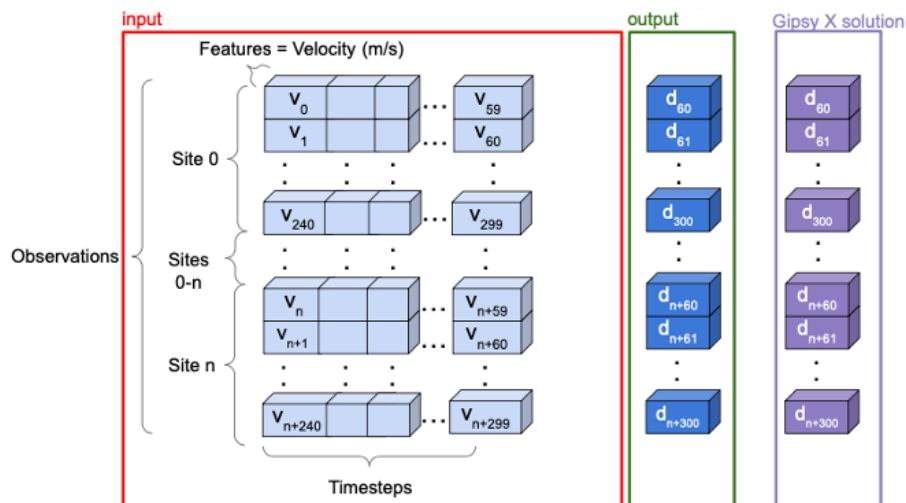 input
output
Gipsy X solution
Features = Velocity (m/s)
v0 ... v59
v1 ... v60
Site 0
v240 ... v299
Observations
Sites
0-n
vn ... vn+59
vn+1 ... vn+60
Site n
vn+240 ... vn+299
Timesteps
d60
d61
d300
dn+60
dn+61
dn+300
d60
d61
d300
dn+60
dn+61
dn+300